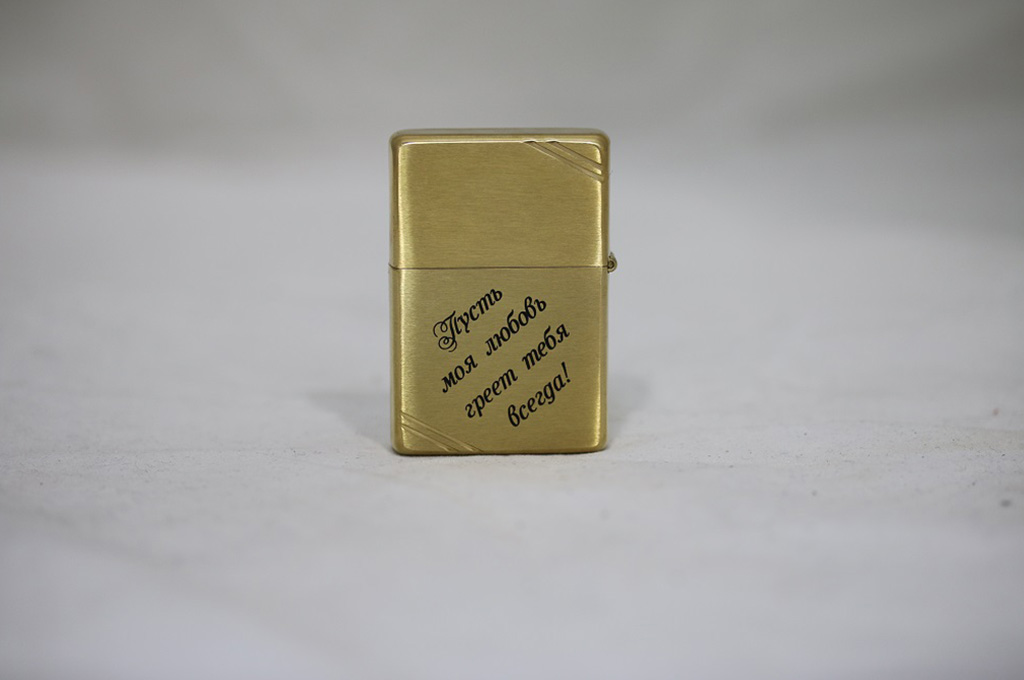 Пусть
моя любовь
греет тебя
всегда!